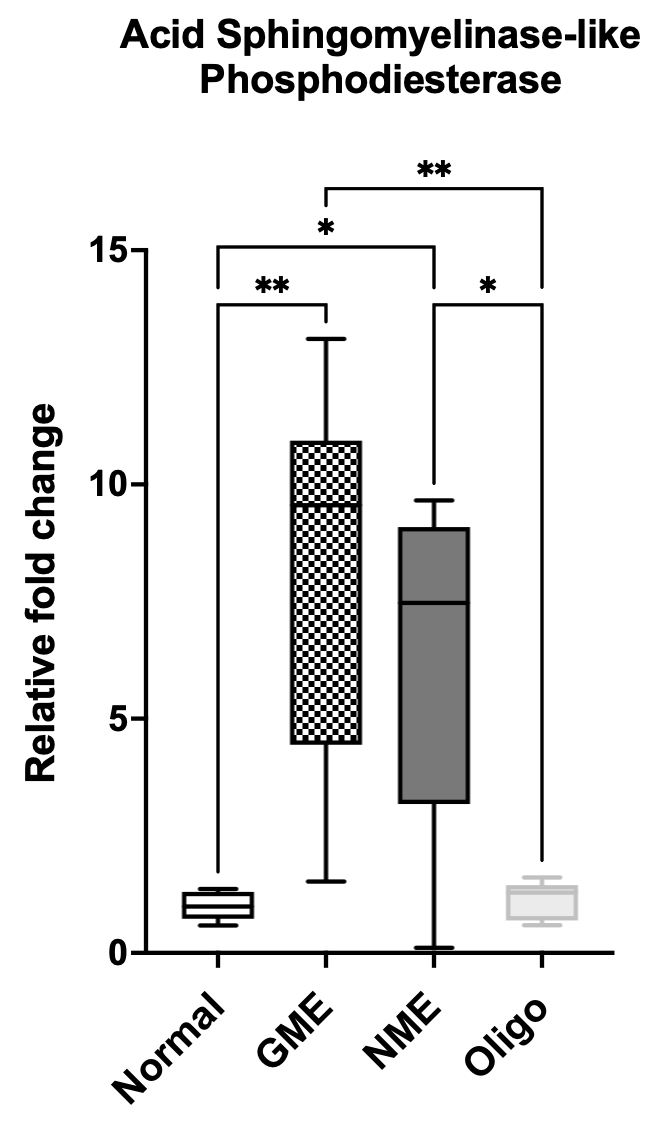 Acid Sphingomyelinase-like
Phosphodiesterase
**
*
** *
15
10
5
0
Relative fold change
Normal
GME
NME
Oligo